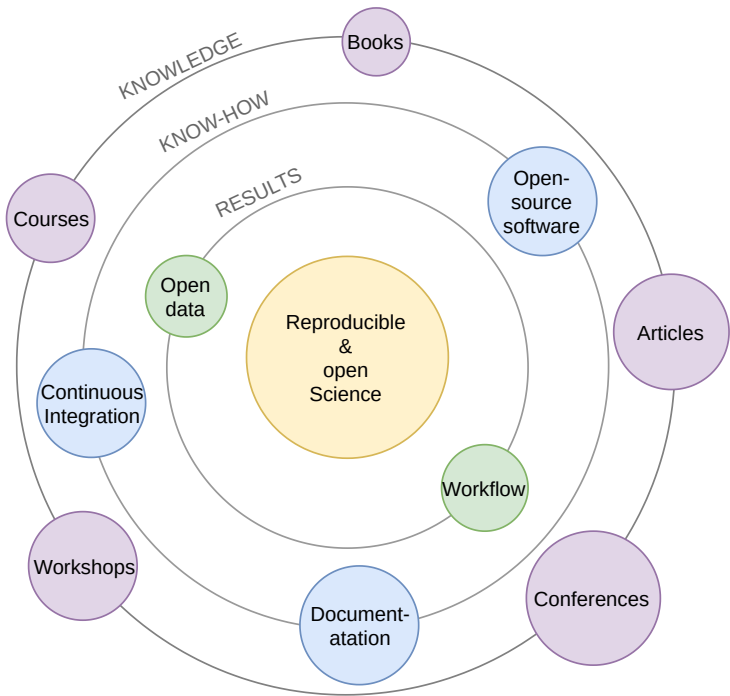 Books
KNOWLEDGE
KNOW-HOW
RESULTS
Open-
source
software
Courses
Open
data
Reproducible
&
open
Science
Articles
Continuous
Integration
Workflow
Workshops
Conferences
Document-
atation